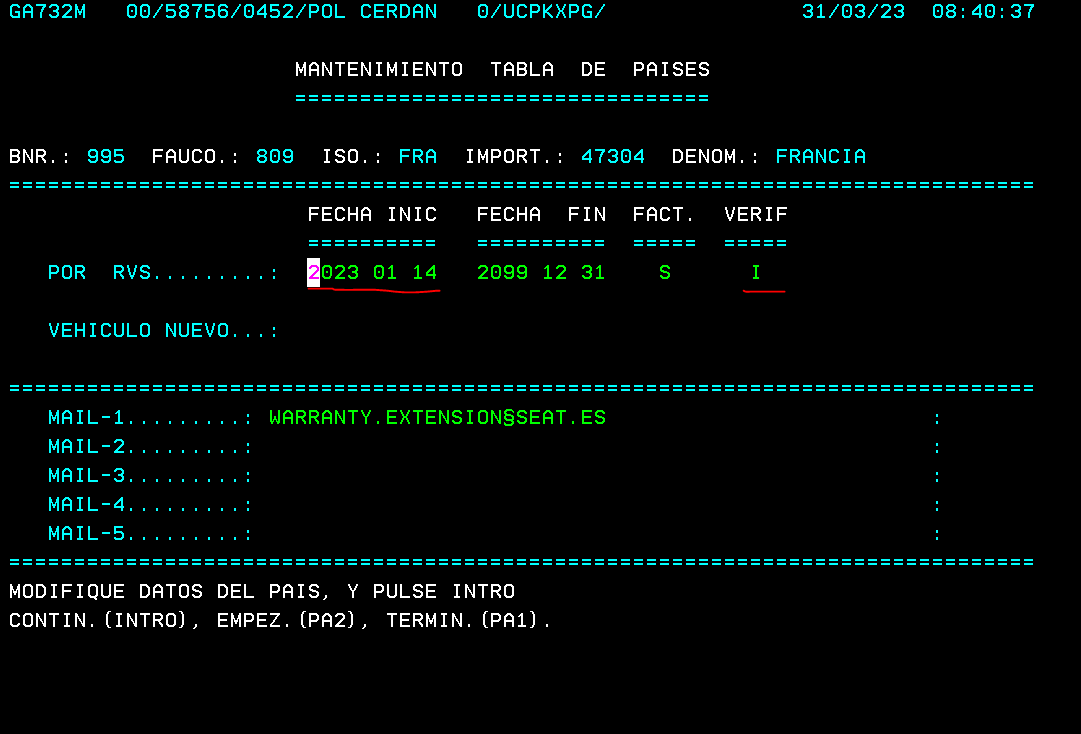 GA732M 00/58756/0452/POL CERDAN 0/UCPKXPG/ 31/03/23 08:40:37
MANTENIMIENTO TABLA DE PAISES
================================
BNR.: 995 FAUCO.: 809 ISO.: FRA IMPORT.: 47304 DENOM.: FRANCIA
===============================================================================
FECHA INIC FECHA FIN FACT. VERIF
========== ========== ===== =====
POR RVS.........: 2023 01 14 2099 12 31 S I
VEHICULO NUEVO...:
===============================================================================
MAIL-1.........: WARRANTY.EXTENSION§SEAT.ES :
MAIL-2.........: :
MAIL-3.........: :
MAIL-4.........: :
MAIL-5.........: :
===============================================================================
MODIFIQUE DATOS DEL PAIS, Y PULSE INTRO
CONTIN.(INTRO), EMPEZ.(PA2), TERMIN.(PA1).